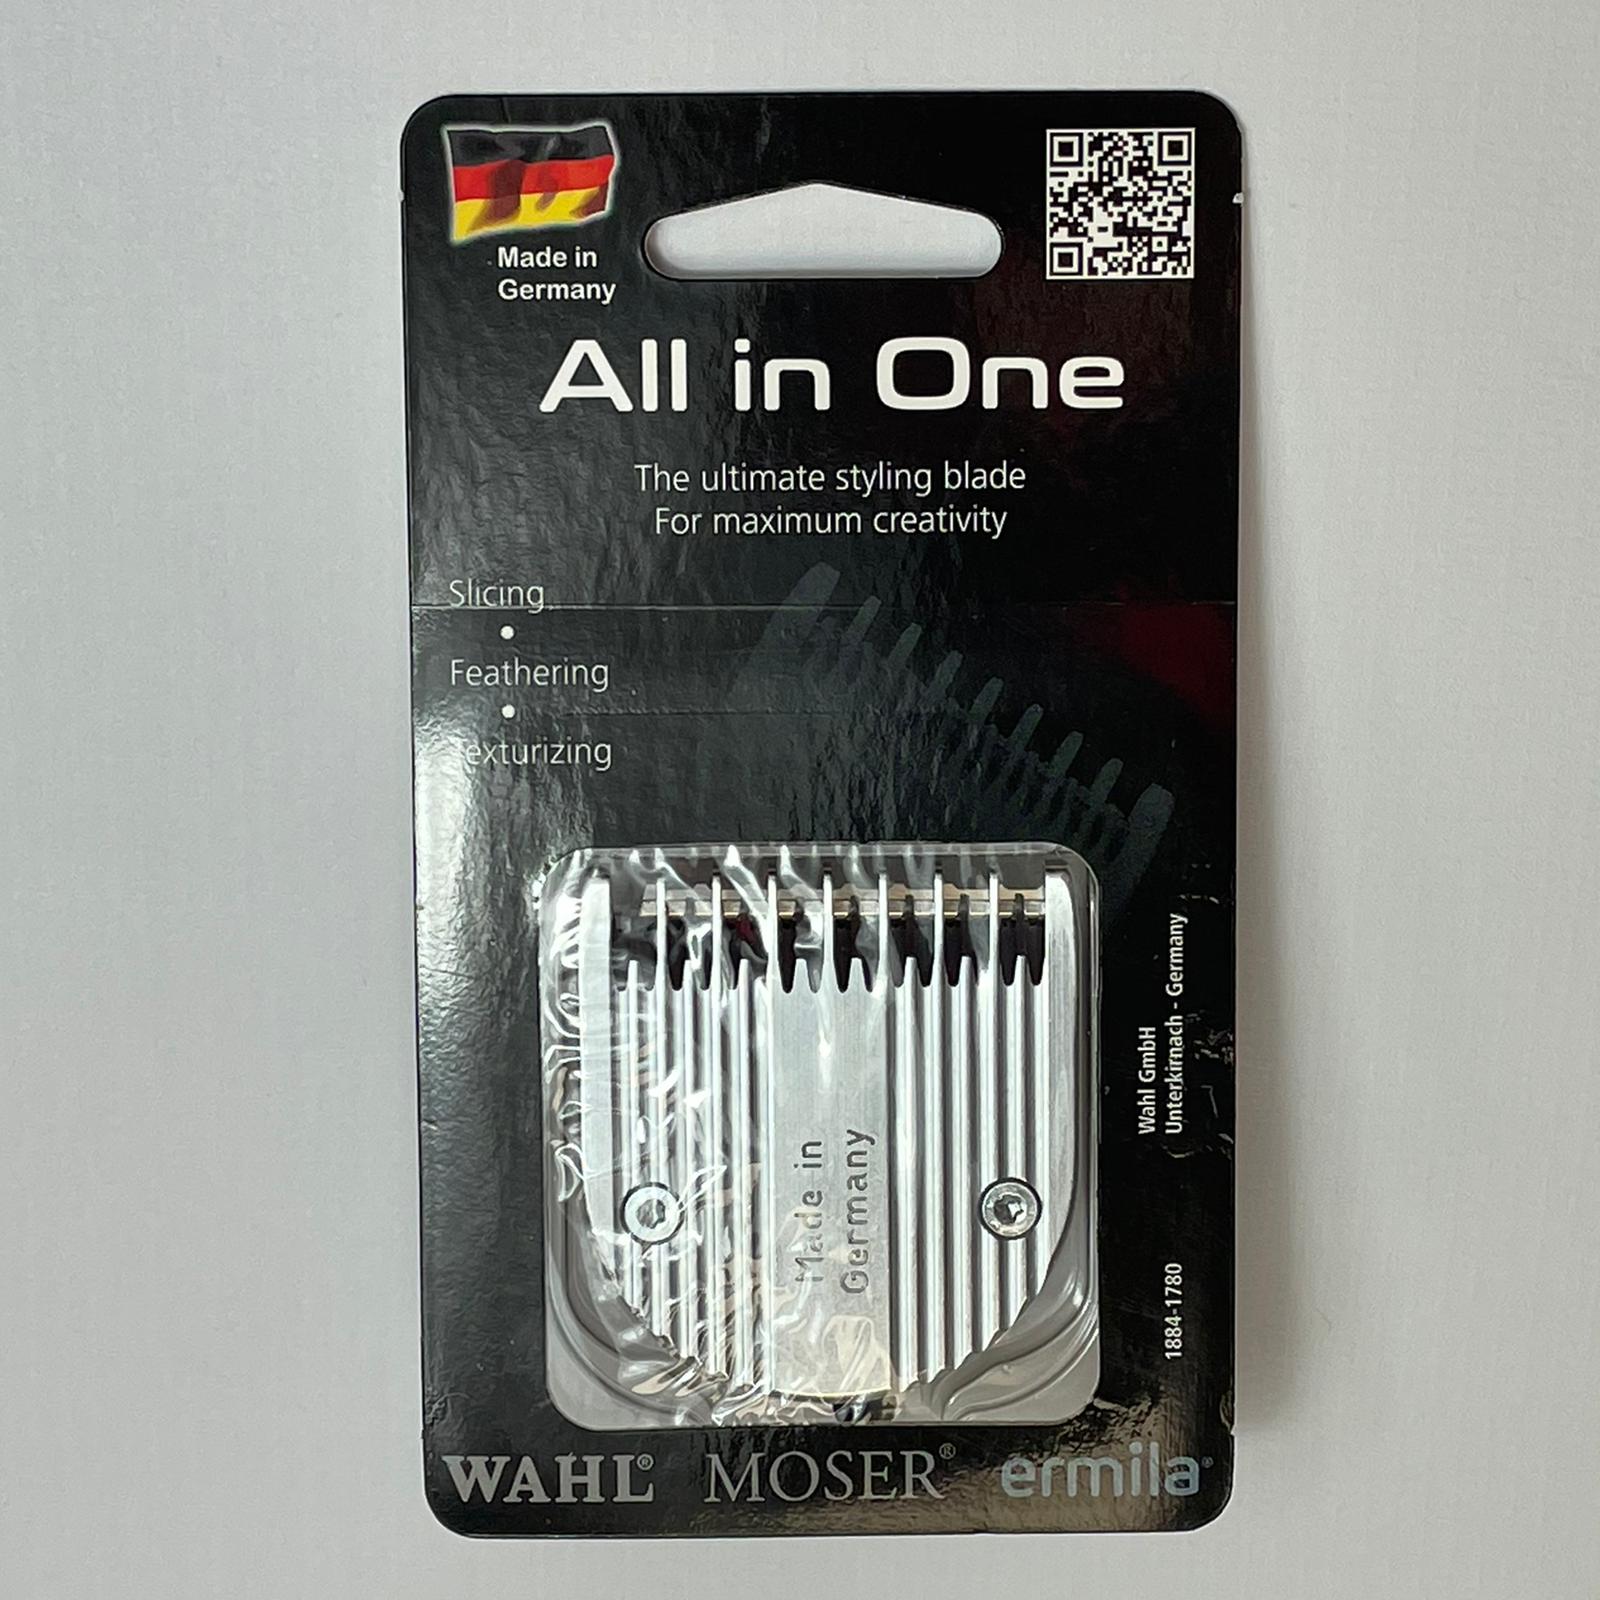 Made in
Germany
All in One
The ultimate styling blade
For maximum creativity
Slicing
Feathering
Texturizing
Made in
Germany
Wahl GmbH
Unterkirnach - Germany
1884-1780
WAHL® MOSER® ermila®